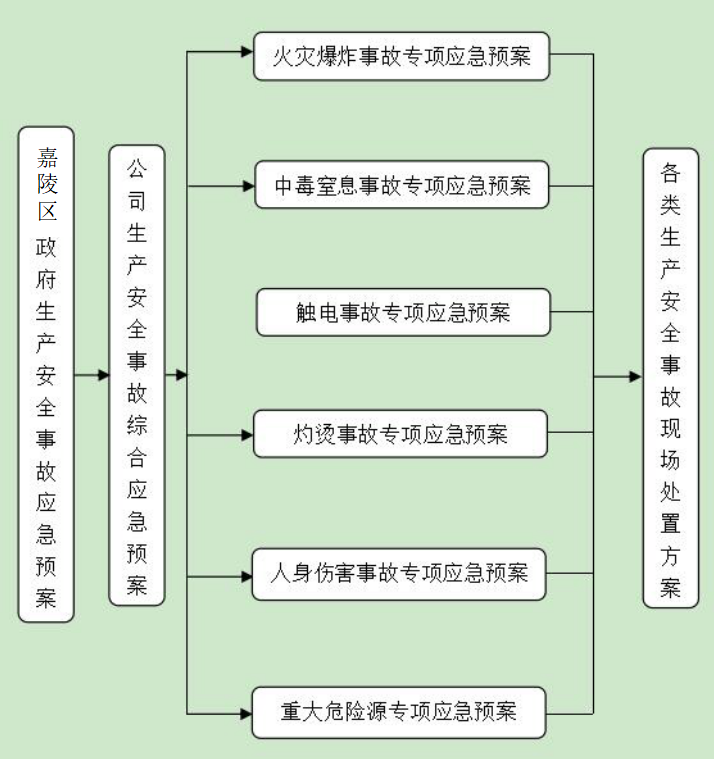 嘉陵区政府生产安全事故应急预案
公司生产安全事故综合应急预案
火灾爆炸事故专项应急预案
中毒窒息事故专项应急预案
触电事故专项应急预案
灼烫事故专项应急预案
人身伤害事故专项应急预案
重大危险源专项应急预案
各类生产安全事故现场处置方案